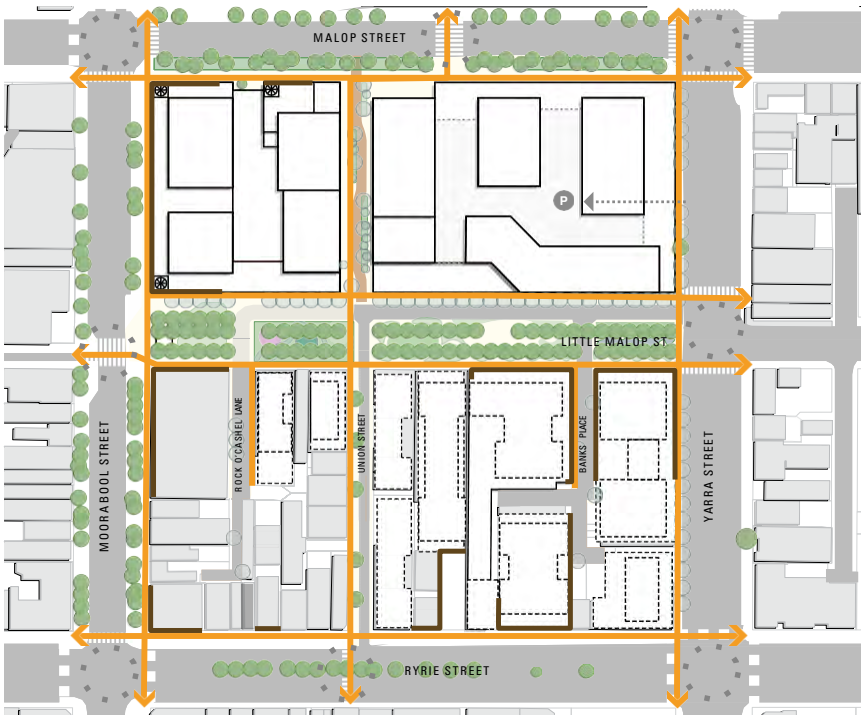 MALOP STREET
P
LITTLE MALOP ST
ROCK O'CASHEL LANE
UNION STREET
BANKS PLACE
MOORABOOL STREET
YARRA STREET
RYRIE STREET